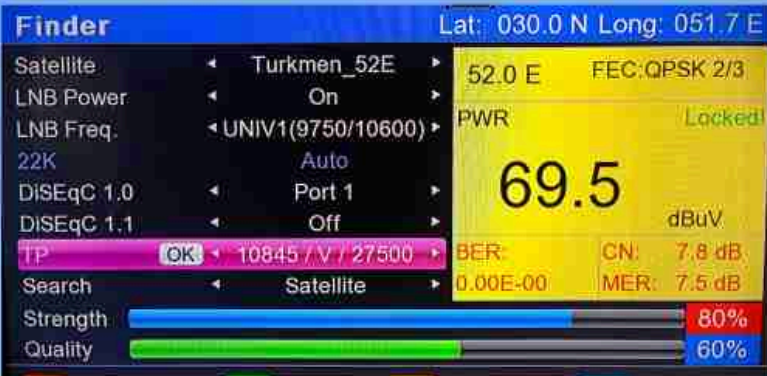 Finder Lat: 030.0 N Long: 051.7 E
Satellite Turkmen_52E
LNB Power On
LNB Freq. UNIV1(9750/10600)
22K Auto
DiSEqC 1.0 Port 1
DiSEqC 1.1 Off
TP OK 10845 / V / 27500
Search Satellite
52.0 E FEC:QPSK 2/3
PWR Locked!
69.5
dBuV
BER: CN: 7.8 dB
0.00E-00 MER: 7.5 dB
Strength 80%
Quality 60%